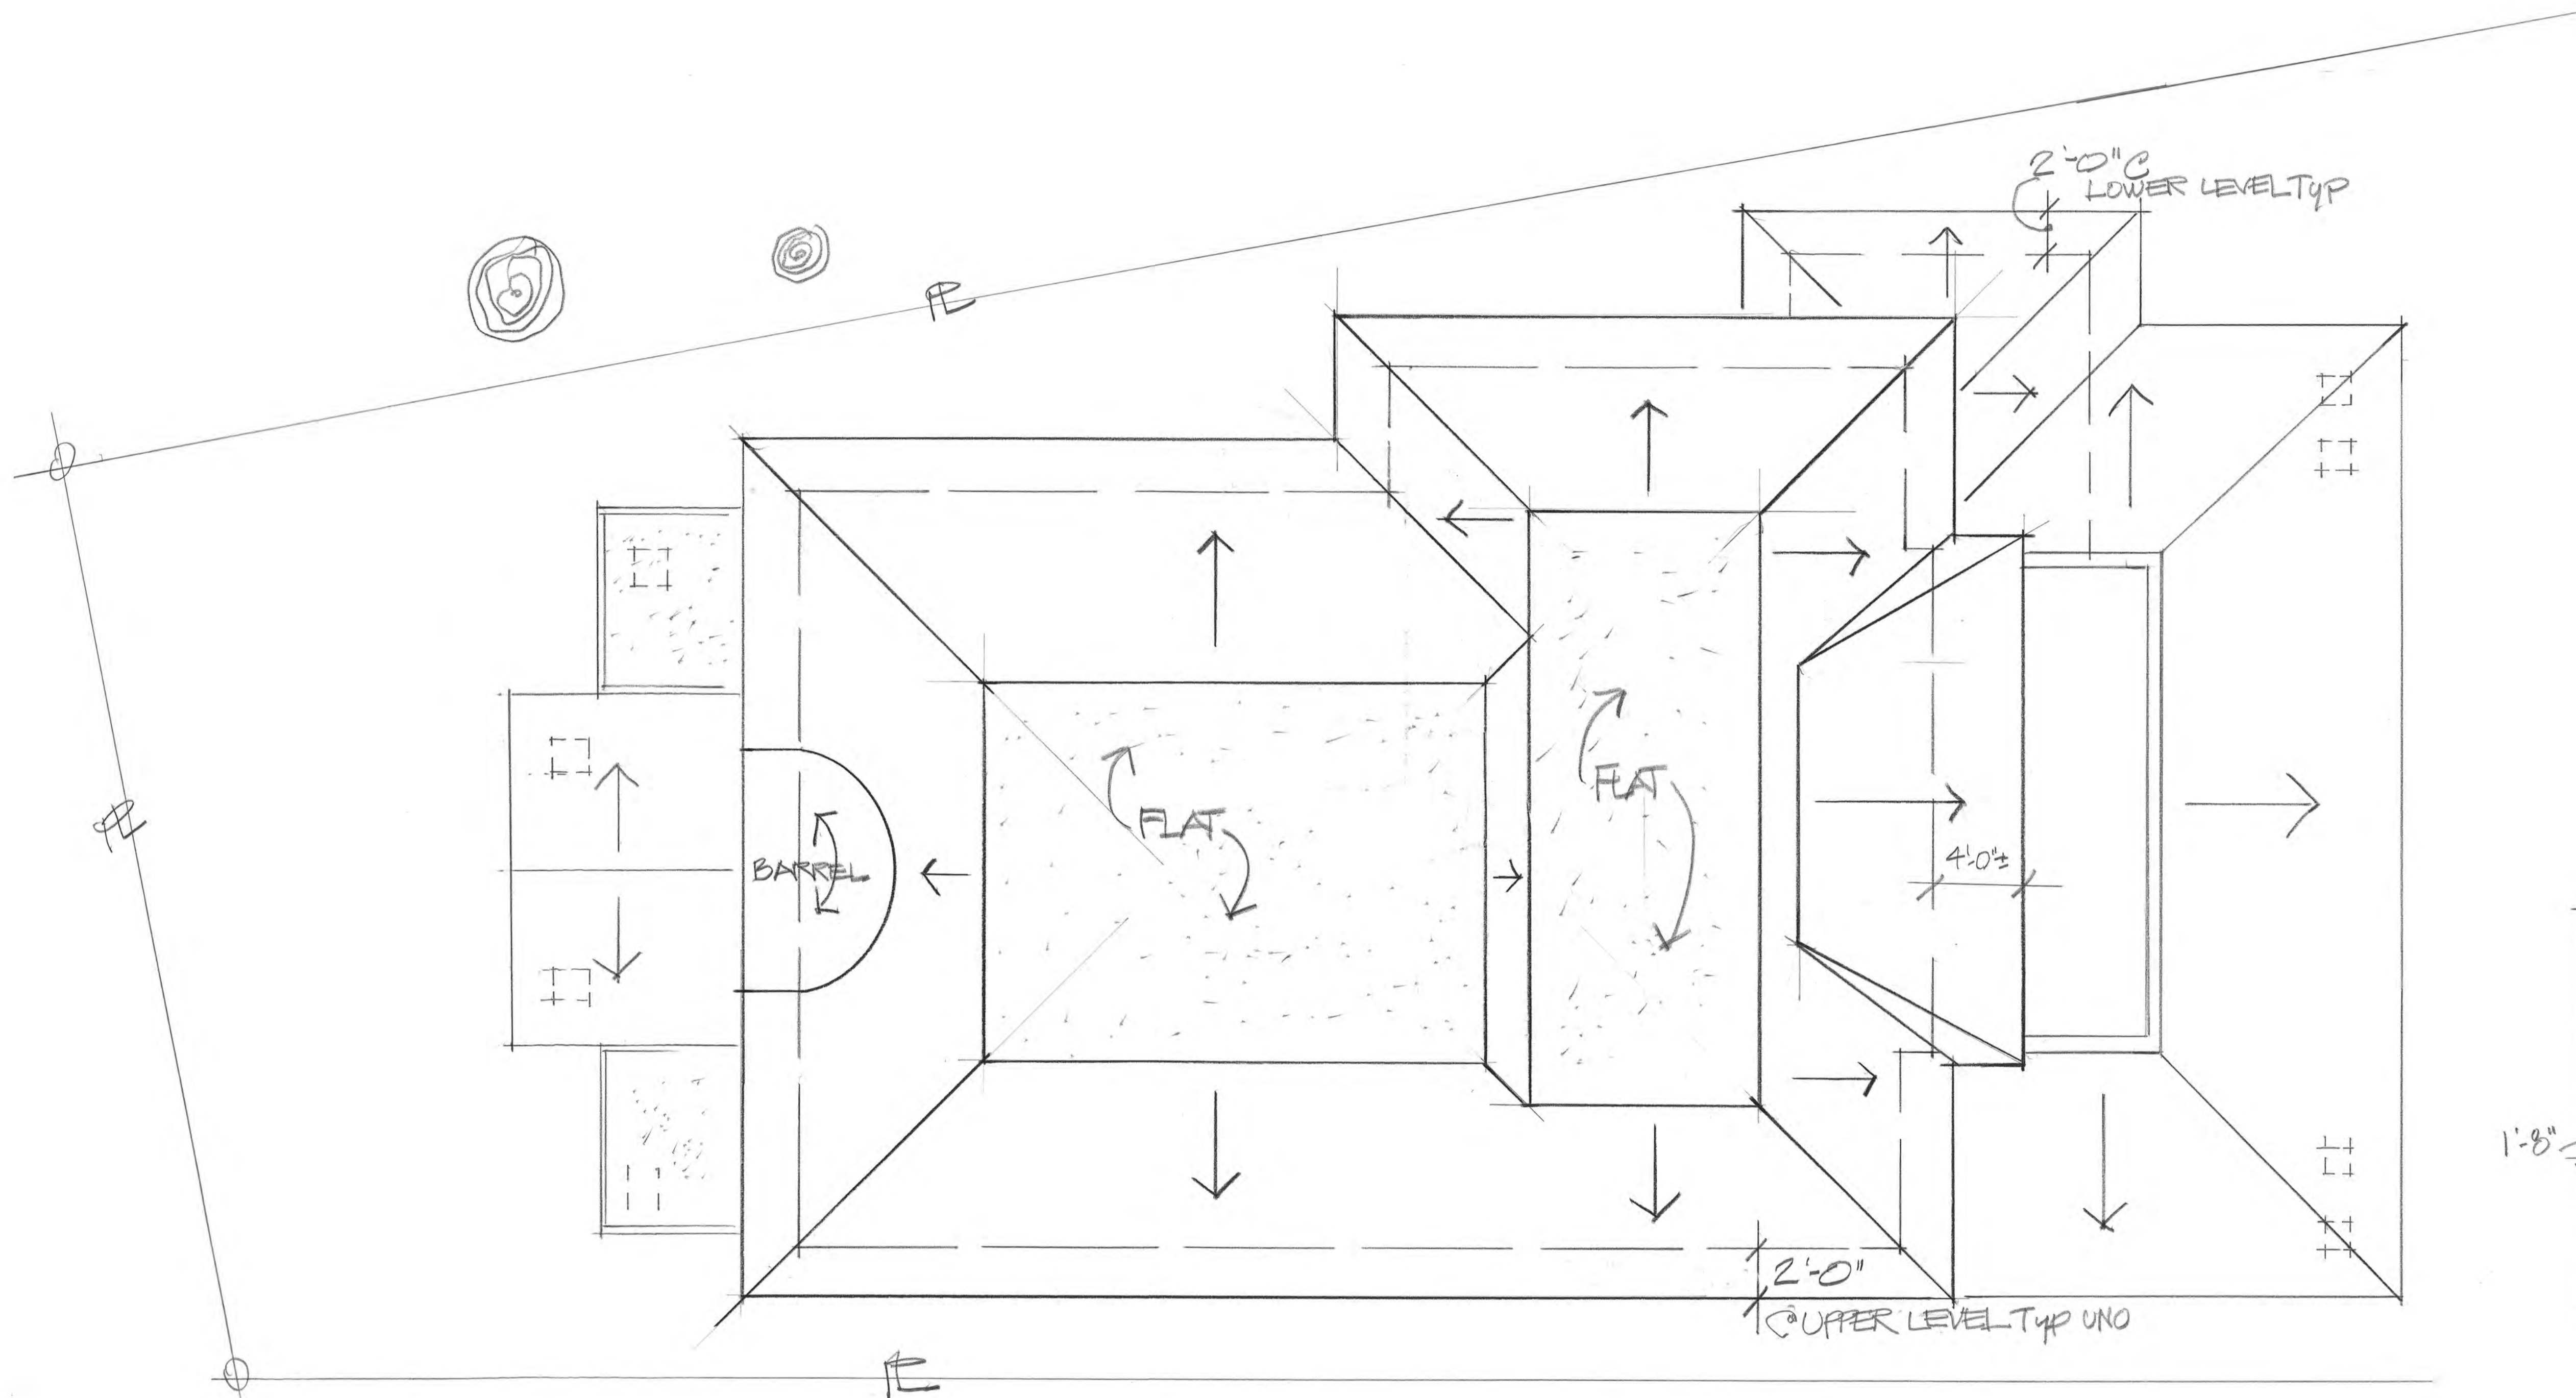 2'-0" @
LOWER LEVEL TYP
PL
FLAT
FLAT
PL
BARREL
4'-0"±
1'-8"
2'-0"
@ UPPER LEVEL TYP UNO
PL